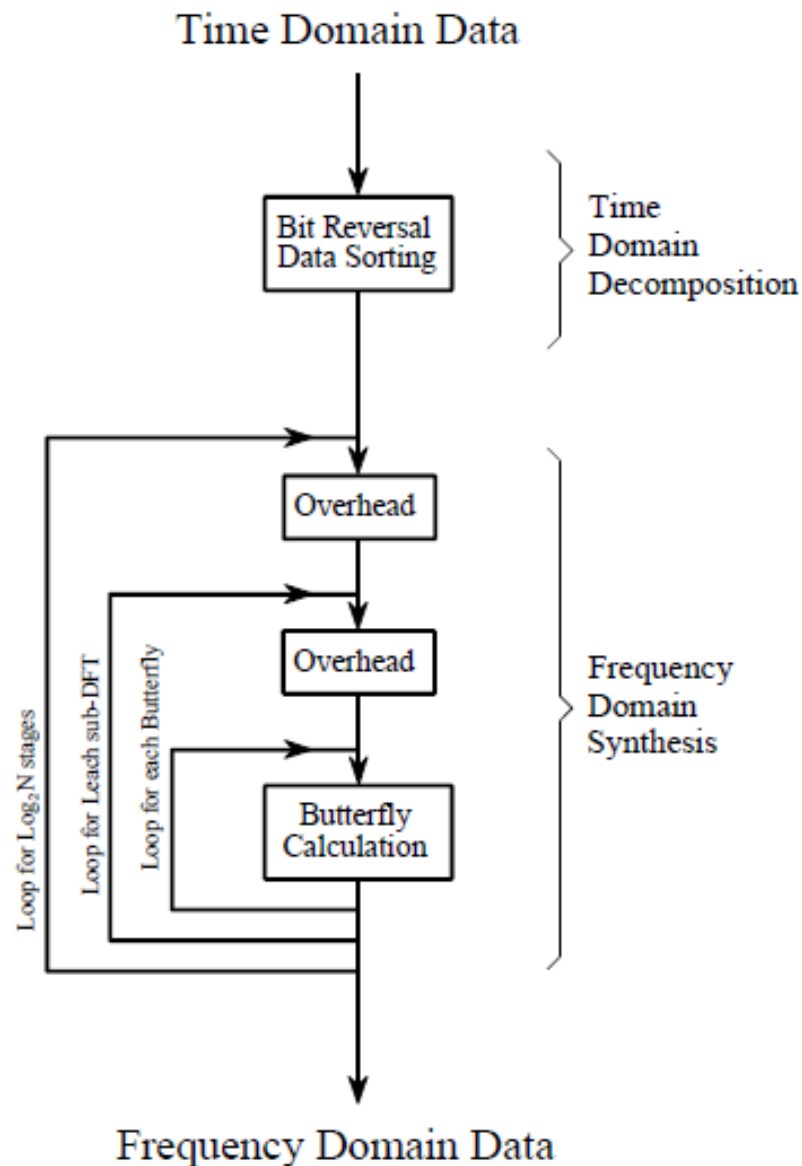 Time Domain Data
Bit Reversal
Data Sorting
Time
Domain
Decomposition
Overhead
Overhead
Butterfly
Calculation
Loop for Log₂N stages
Loop for Leach sub-DFT
Loop for each Butterfly
Frequency
Domain
Synthesis
Frequency Domain Data